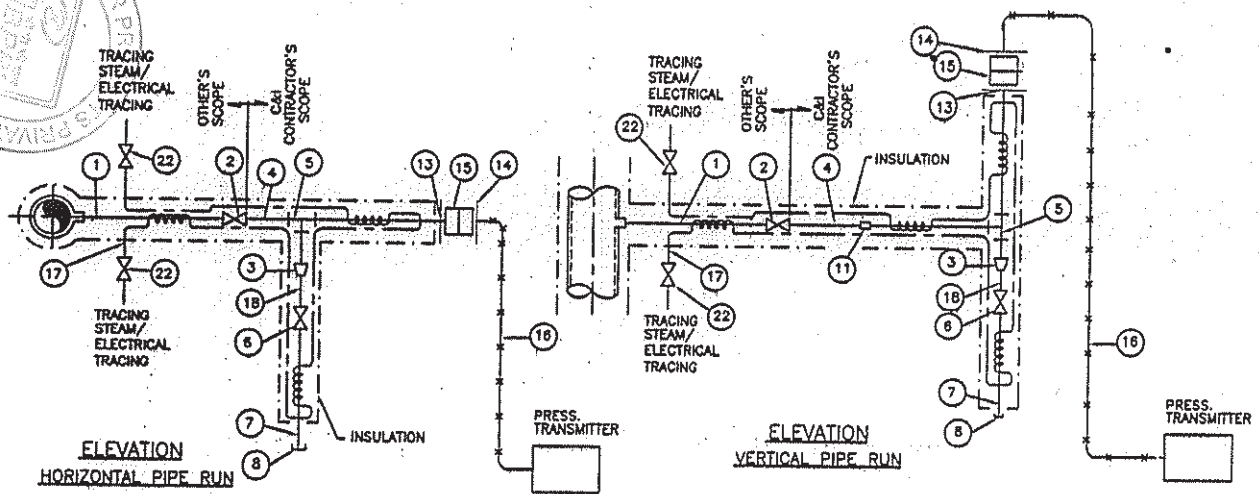 TRACING
STEAM/
ELECTRICAL
TRACING
OTHER'S
SCOPE
C&I
CONTRACTOR'S
SCOPE
1
22
2
4
5
13
15
14
17
22
3
18
6
7
8
16
TRACING
STEAM/
ELECTRICAL
TRACING
INSULATION
PRESS.
TRANSMITTER
ELEVATION
HORIZONTAL PIPE RUN
TRACING
STEAM/
ELECTRICAL
TRACING
OTHER'S
SCOPE
C&I
CONTRACTOR'S
SCOPE
INSULATION
22
1
2
4
14
15
13
5
11
3
18
6
17
22
7
8
16
TRACING
STEAM/
ELECTRICAL
TRACING
PRESS.
TRANSMITTER
ELEVATION
VERTICAL PIPE RUN